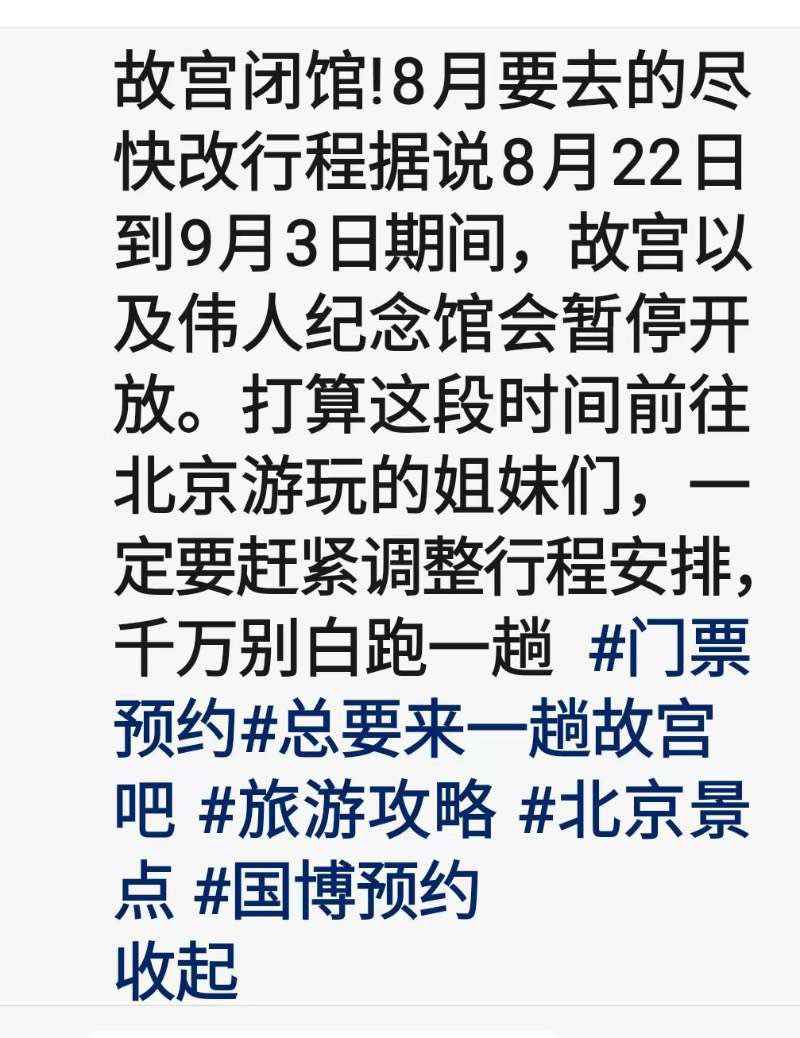 故宫闭馆!8月要去的尽
快改行程据说8月22日
到9月3日期间，故宫以
及伟人纪念馆会暂停开
放。打算这段时间前往
北京游玩的姐妹们，一
定要赶紧调整行程安排，
千万别白跑一趟 #门票
预约#总要来一趟故宫
吧 #旅游攻略 #北京景
点 #国博预约
收起